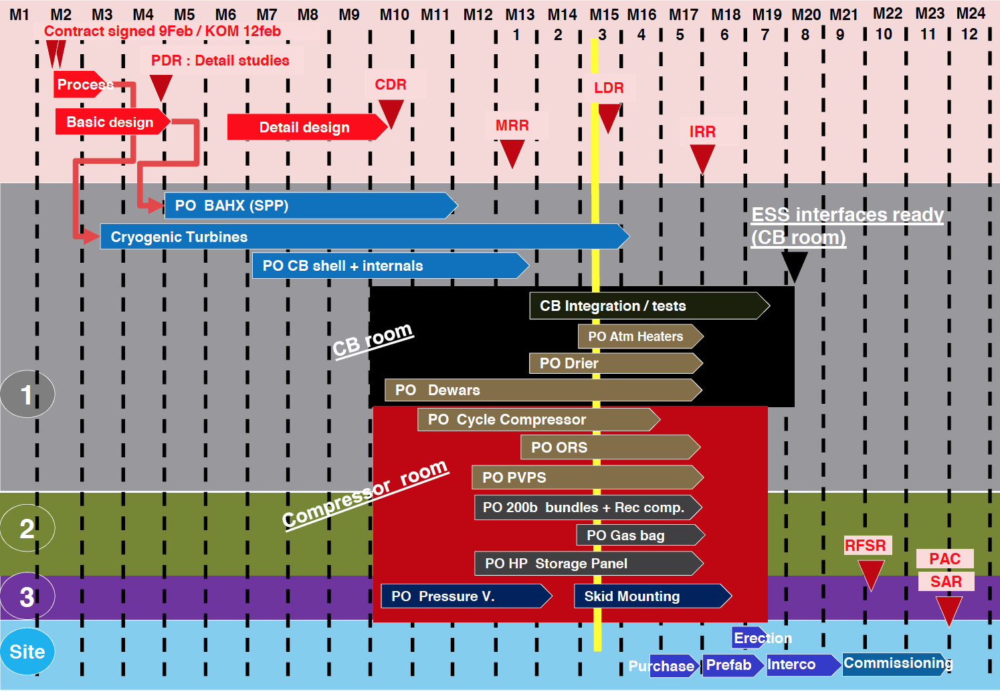 M1 M2 M3 M4 M5 M6 M7 M8 M9 M10 M11 M12 M13 M14 M15 M16 M17 M18 M19 M20 M21 M22 M23 M24
1 2 3 4 5 6 7 8 9 10 11 12
Contract signed 9Feb / KOM 12feb
PDR : Detail studies
Process
CDR
LDR
Basic design
Detail design
MRR
IRR
PO BAHX (SPP)
ESS interfaces ready
(CB room)
Cryogenic Turbines
PO CB shell + internals
CB Integration / tests
CB room
PO Atm Heaters
PO Drier
1
PO Dewars
PO Cycle Compressor
PO ORS
Compressor room
PO PVPS
2
PO 200b bundles + Rec comp.
PO Gas bag
RFSR
PO HP Storage Panel
PAC
SAR
3
PO Pressure V.
Skid Mounting
Site
Erection
Purchase
Prefab
Interco
Commissioning